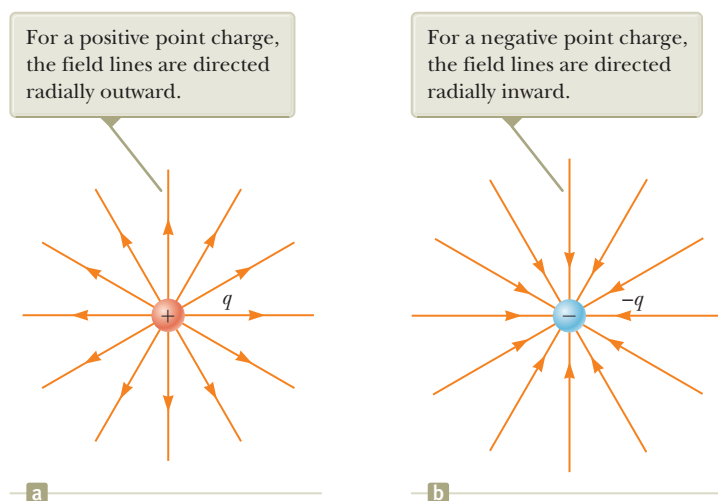 For a positive point charge,
the field lines are directed
radially outward.
For a negative point charge,
the field lines are directed
radially inward.
q
+
−q
−
a
b